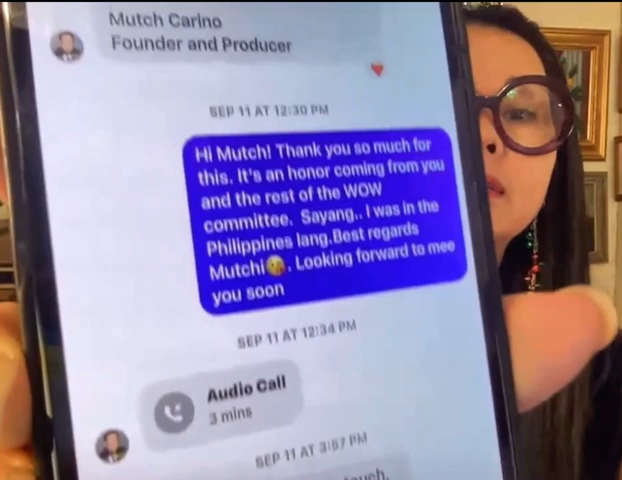 Mutch Carino
Founder and Producer
SEP 11 AT 12:30 PM
Hi Mutch! Thank you so much for
this. It's an honor coming from you
and the rest of the WOW
committee. Sayang.. I was in the
Philippines lang.Best regards
Mutchi😘. Looking forward to mee
you soon
SEP 11 AT 12:34 PM
Audio Call
3 mins
SEP 11 AT 3:57 PM